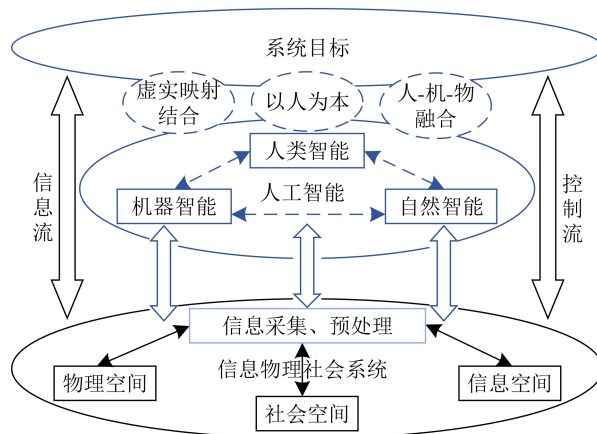 系统目标
虚实映射
结合
以人为本
人-机-物
融合
人类智能
人工智能
机器智能
自然智能
信息流
控制流
信息采集、预处理
信息物理社会系统
物理空间
信息空间
社会空间